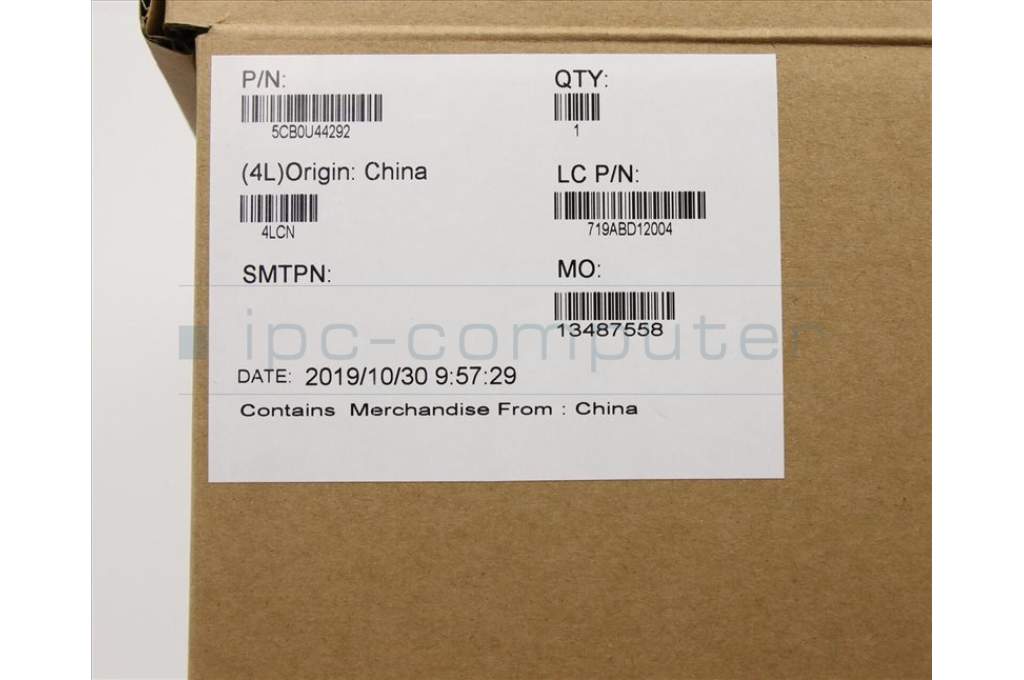 P/N:
5CB0U44292
QTY:
1
(4L)Origin: China
4LCN
LC P/N:
719ABD12004
SMTPN:
MO:
13487558
ipc-computer
DATE: 2019/10/30 9:57:29
Contains Merchandise From : China